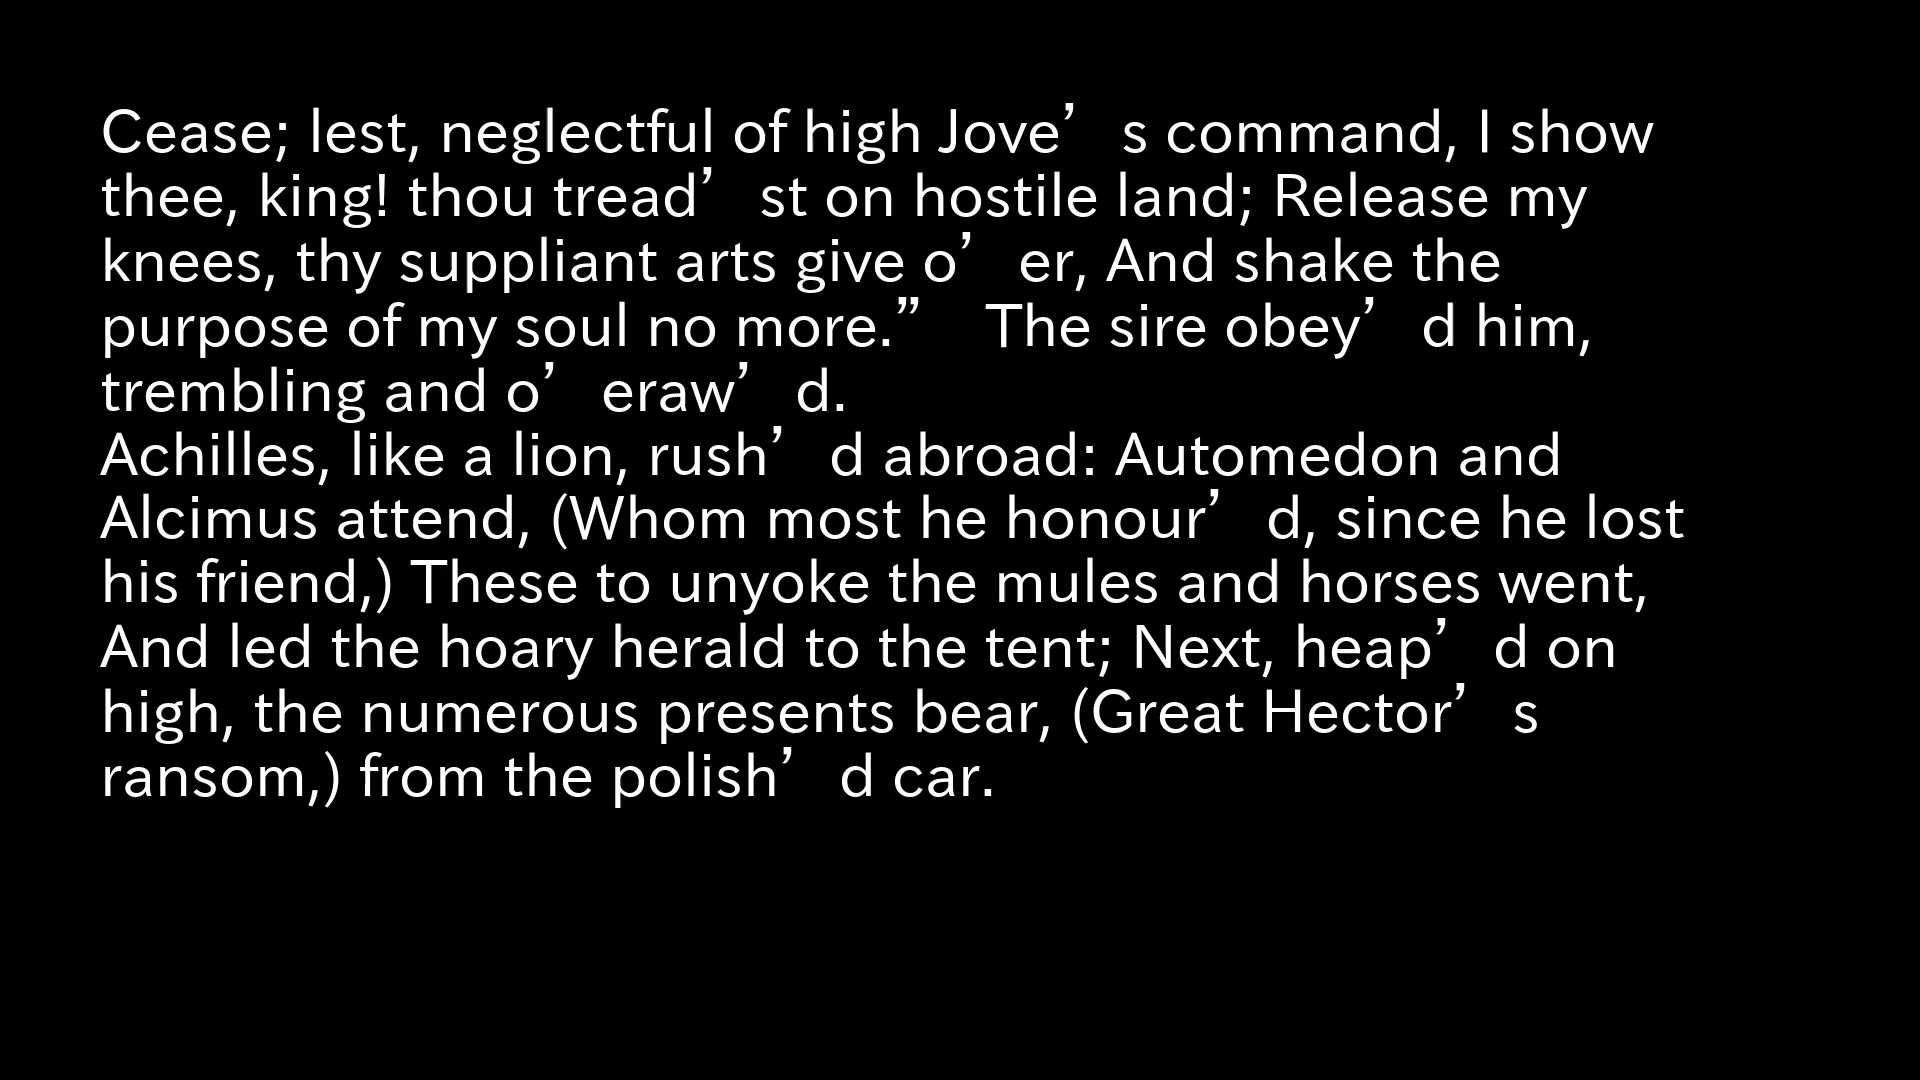 Cease; lest, neglectful of high Jove’s command, I show
thee, king! thou tread’st on hostile land; Release my
knees, thy suppliant arts give o’er, And shake the
purpose of my soul no more.” The sire obey’d him,
trembling and o’eraw’d.
Achilles, like a lion, rush’d abroad: Automedon and
Alcimus attend, (Whom most he honour’d, since he lost
his friend,) These to unyoke the mules and horses went,
And led the hoary herald to the tent; Next, heap’d on
high, the numerous presents bear, (Great Hector’s
ransom,) from the polish’d car.